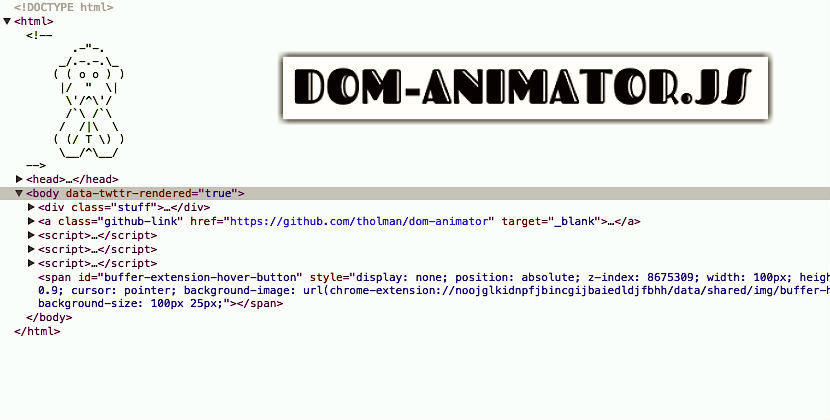 <!DOCTYPE html>
▼<html>
<!--
.-"-.
_/.-.-.\_
( ( o o ) )
|/  "  \|
\'/^\'/
/`\ /`\
/  /|\  \
( (/ T \) )
\__/^\__/
-->
DOM-ANIMATOR.JS
▶<head>…</head>
▼<body data-twttr-rendered="true">
▶<div class="stuff">…</div>
▶<a class="github-link" href="https://github.com/tholman/dom-animator" target="_blank">…</a>
▶<script>…</script>
▶<script>…</script>
▶<script>…</script>
<span id="buffer-extension-hover-button" style="display: none; position: absolute; z-index: 8675309; width: 100px; heig
0.9; cursor: pointer; background-image: url(chrome-extension://noojglkidnpfjbincgijbaiedldjfbhh/data/shared/img/buffer-h
background-size: 100px 25px;"></span>
</body>
</html>